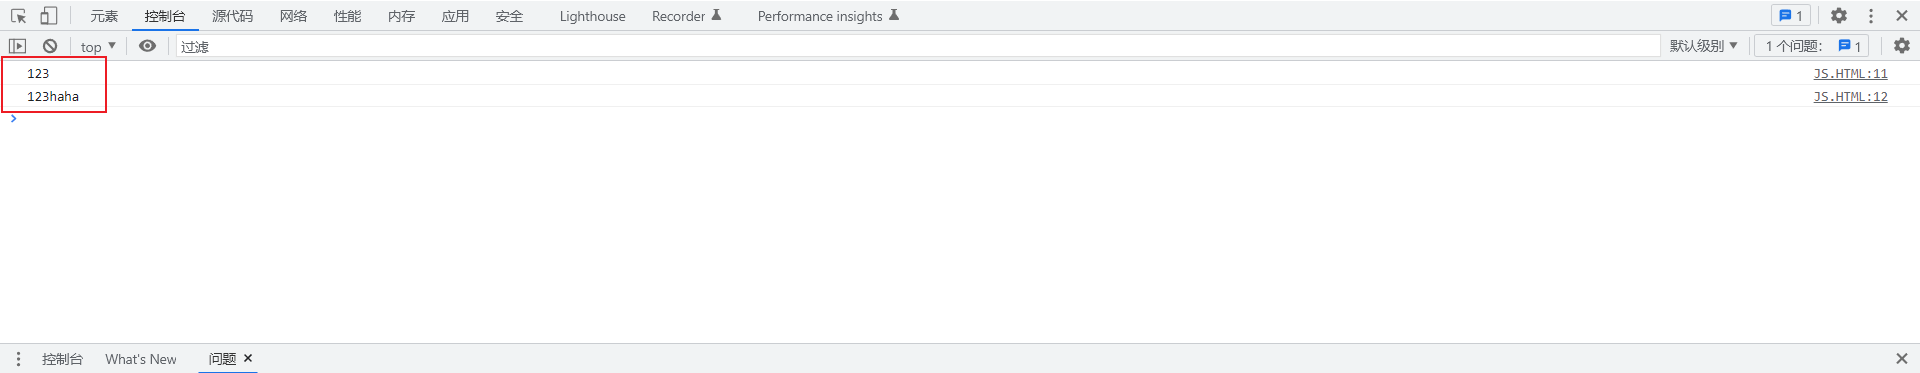 元素 控制台 源代码 网络 性能 内存 应用 安全 Lighthouse Recorder Performance insights 1
top 过滤 默认级别 1 个问题: 1
123 JS.HTML:11
123haha JS.HTML:12
控制台 What's New 问题